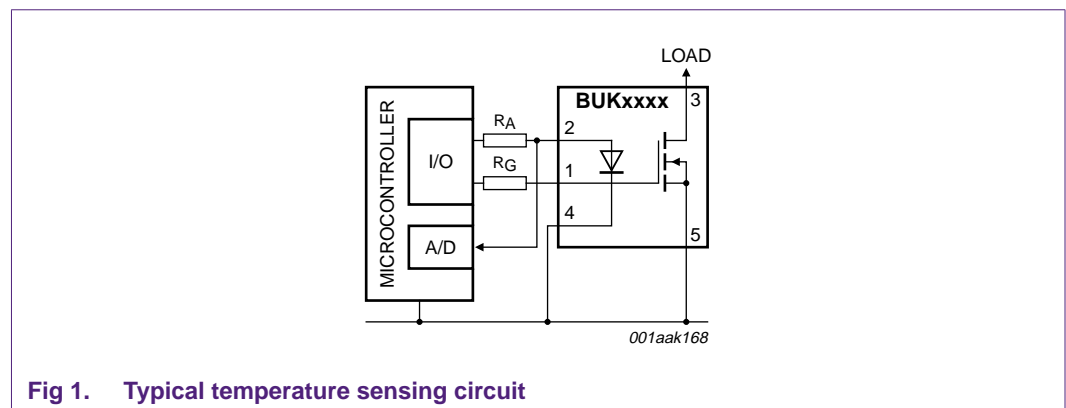 LOAD
BUKxxxx
3
MICROCONTROLLER
I/O
A/D
RA
RG
2
1
4
5
001aak168
Fig 1. Typical temperature sensing circuit